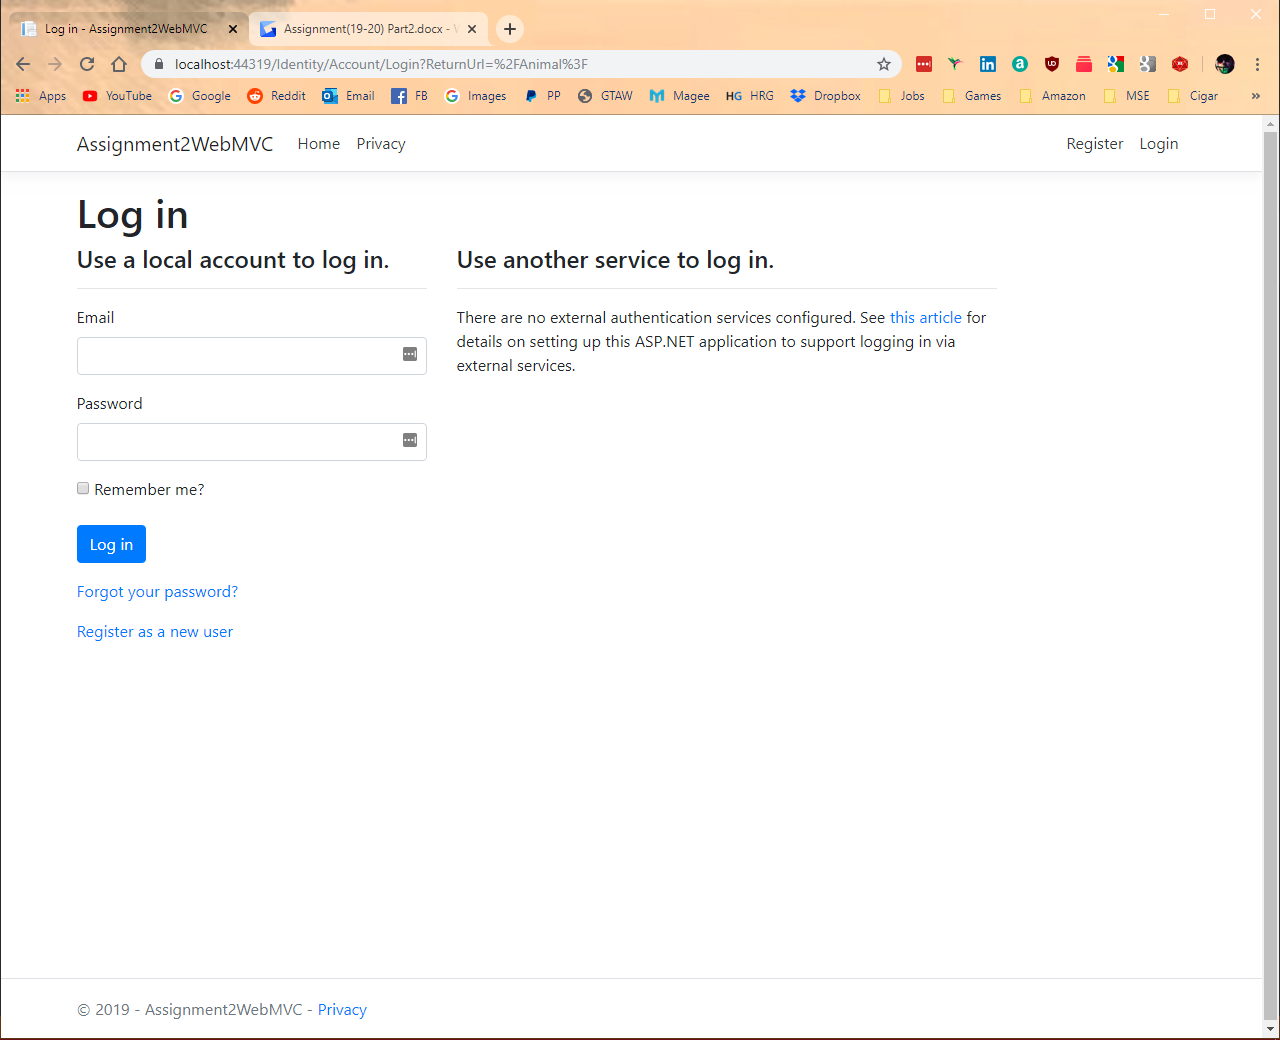 Log in - Assignment2WebMVC
Assignment(19-20) Part2.docx -
localhost:44319/Identity/Account/Login?ReturnUrl=%2FAnimal%3F
Apps YouTube Google Reddit Email FB Images PP GTAW Magee HG HRG Dropbox Jobs Games Amazon MSE Cigar »
Assignment2WebMVC Home Privacy Register Login
Log in
Use a local account to log in.
Email
Password
Remember me?
Log in
Forgot your password?
Register as a new user
Use another service to log in.
There are no external authentication services configured. See this article for
details on setting up this ASP.NET application to support logging in via
external services.
© 2019 - Assignment2WebMVC - Privacy